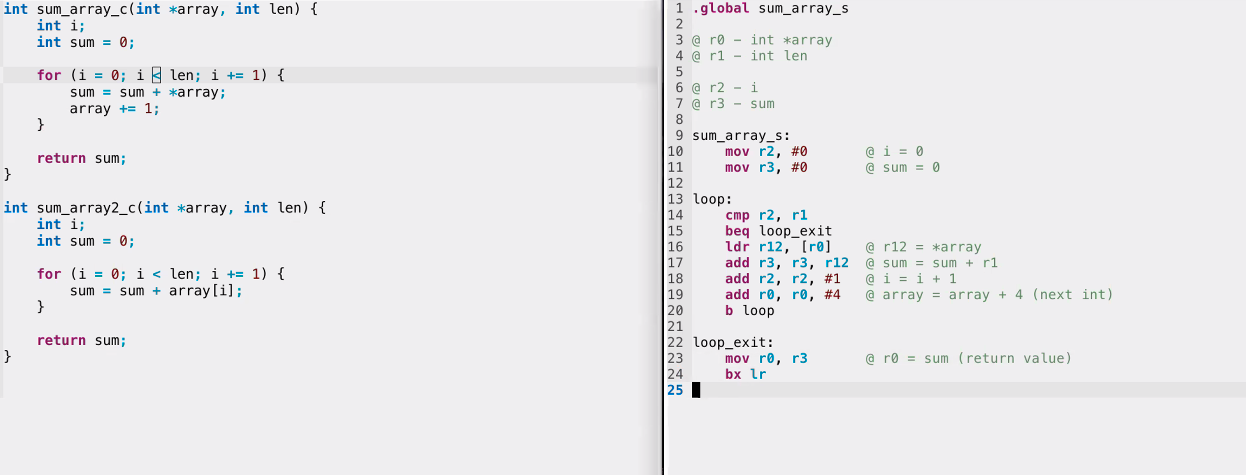 int sum_array_c(int *array, int len) {
    int i;
    int sum = 0;

    for (i = 0; i < len; i += 1) {
        sum = sum + *array;
        array += 1;
    }

    return sum;
}

int sum_array2_c(int *array, int len) {
    int i;
    int sum = 0;

    for (i = 0; i < len; i += 1) {
        sum = sum + array[i];
    }

    return sum;
}

1 .global sum_array_s
2
3 @ r0 - int *array
4 @ r1 - int len
5
6 @ r2 - i
7 @ r3 - sum
8
9 sum_array_s:
10     mov r2, #0       @ i = 0
11     mov r3, #0       @ sum = 0
12
13 loop:
14     cmp r2, r1
15     beq loop_exit
16     ldr r12, [r0]    @ r12 = *array
17     add r3, r3, r12  @ sum = sum + r1
18     add r2, r2, #1   @ i = i + 1
19     add r0, r0, #4   @ array = array + 4 (next int)
20     b loop
21
22 loop_exit:
23     mov r0, r3       @ r0 = sum (return value)
24     bx lr
25